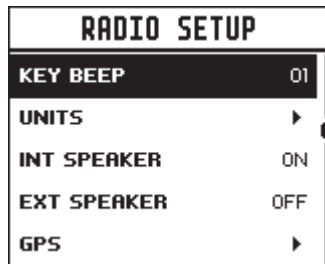 RADIO SETUP
KEY BEEP 01
UNITS
INT SPEAKER ON
EXT SPEAKER OFF
GPS